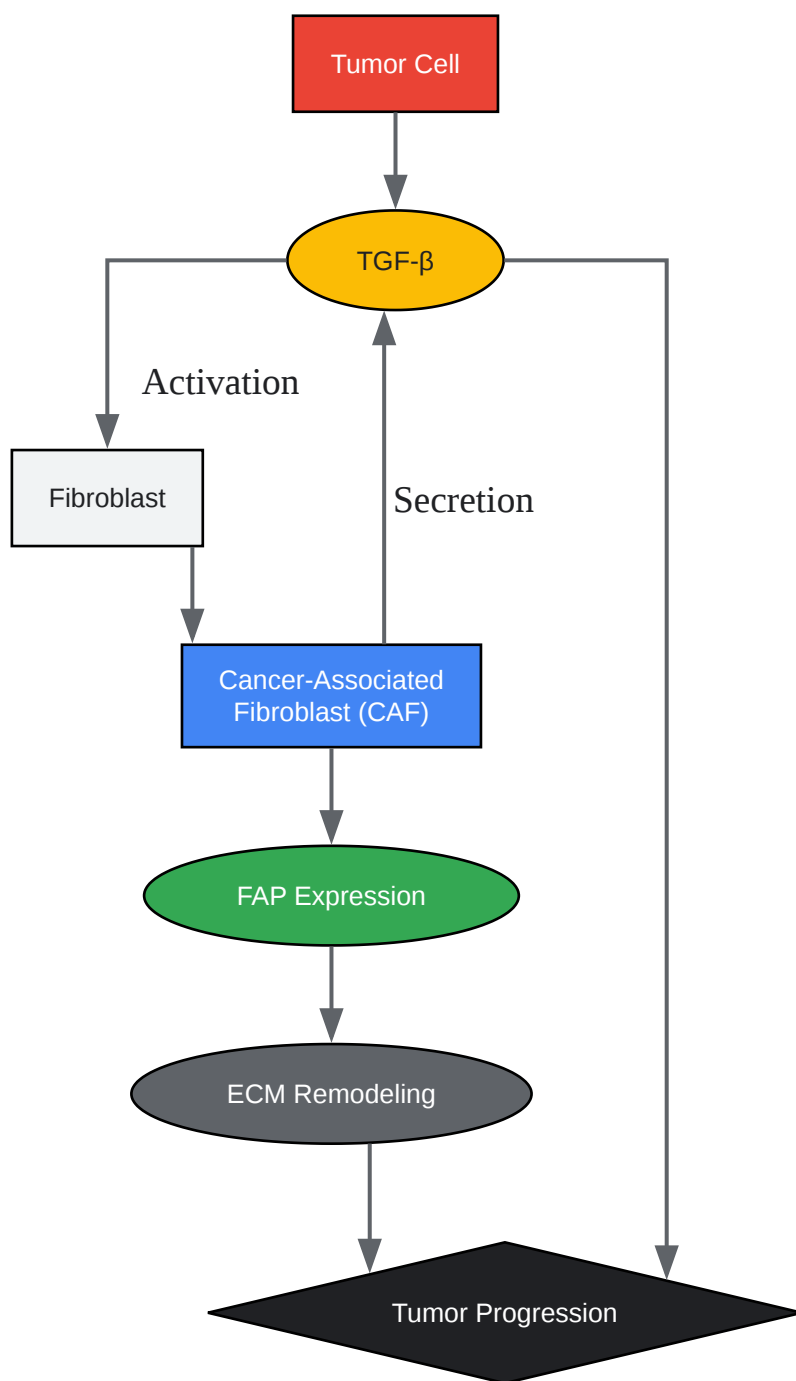 Tumor Cell
TGF-β
Activation
Fibroblast
Secretion
Cancer-Associated
Fibroblast (CAF)
FAP Expression
ECM Remodeling
Tumor Progression